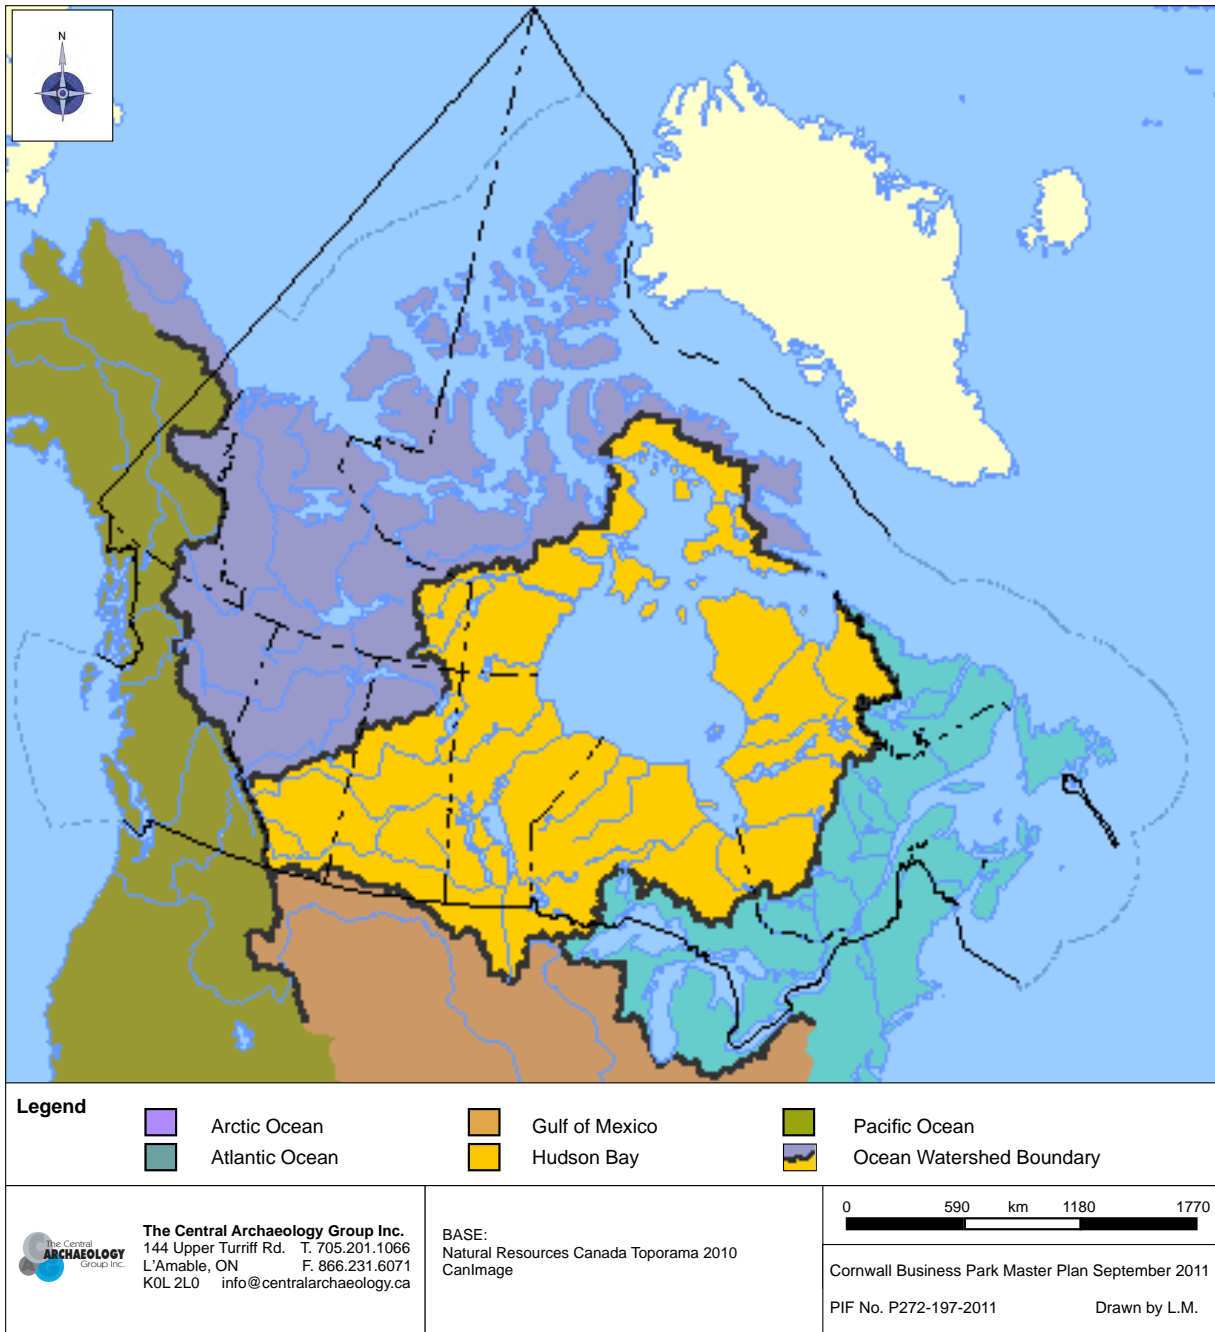 N
Legend
Arctic Ocean
Atlantic Ocean
Gulf of Mexico
Hudson Bay
Pacific Ocean
Ocean Watershed Boundary
The Central
ARCHAEOLOGY
Group Inc.
The Central Archaeology Group Inc.
144 Upper Turriff Rd. T. 705.201.1066
L'Amable, ON F. 866.231.6071
K0L 2L0 info@centralarchaeology.ca
BASE:
Natural Resources Canada Toporama 2010
CanImage
0 590 km 1180 1770
Cornwall Business Park Master Plan September 2011
PIF No. P272-197-2011 Drawn by L.M.